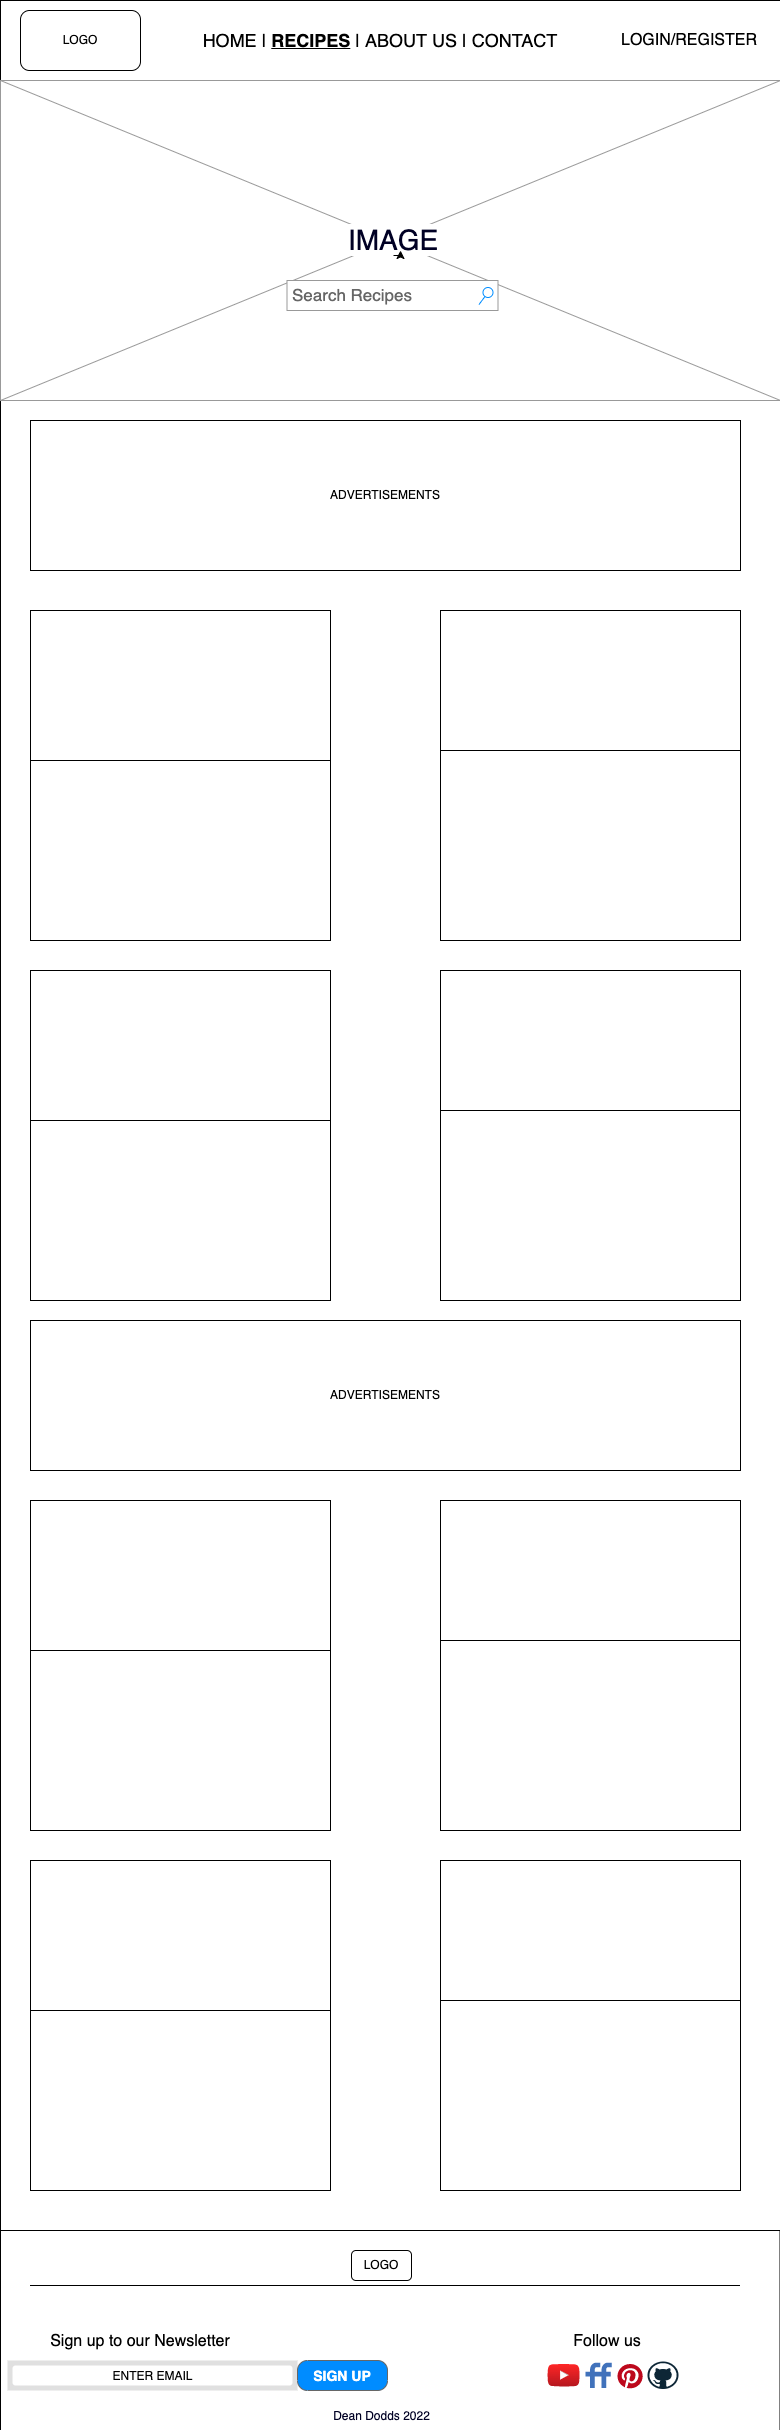 LOGO
HOME | RECIPES | ABOUT US | CONTACT
LOGIN/REGISTER
IMAGE
Search Recipes
ADVERTISEMENTS
ADVERTISEMENTS
LOGO
Sign up to our Newsletter
Follow us
ENTER EMAIL
SIGN UP
Dean Dodds 2022